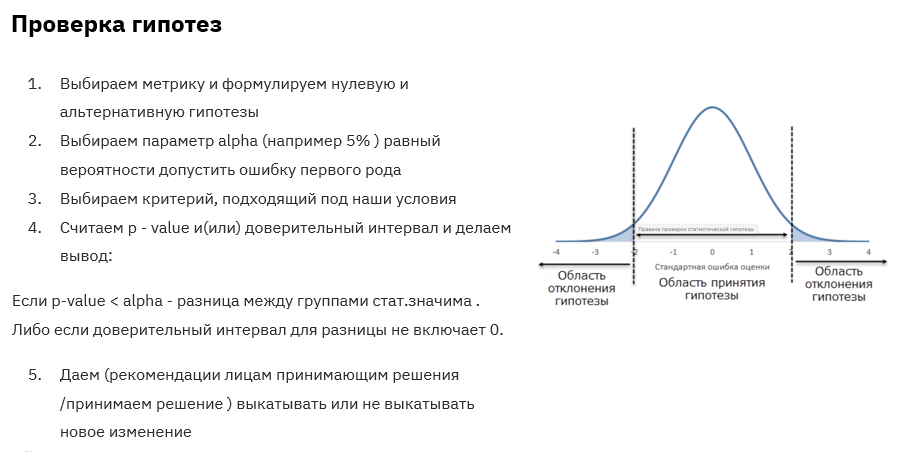 Проверка гипотез
1. Выбираем метрику и формулируем нулевую и
альтернативную гипотезы
2. Выбираем параметр alpha (например 5% ) равный
вероятности допустить ошибку первого рода
3. Выбираем критерий, подходящий под наши условия
4. Считаем p - value и(или) доверительный интервал и делаем
вывод:
Если p-value < alpha - разница между группами стат.значима .
Либо если доверительный интервал для разницы не включает 0.
5. Даем (рекомендации лицам принимающим решения
/принимаем решение ) выкатывать или не выкатывать
новое изменение
Правила проверки статистической гипотезы
-4 -3 -2 -1 0 1 2 3 4
Стандартная ошибка оценки
Область
отклонения
гипотезы
Область принятия
гипотезы
Область
отклонения
гипотезы